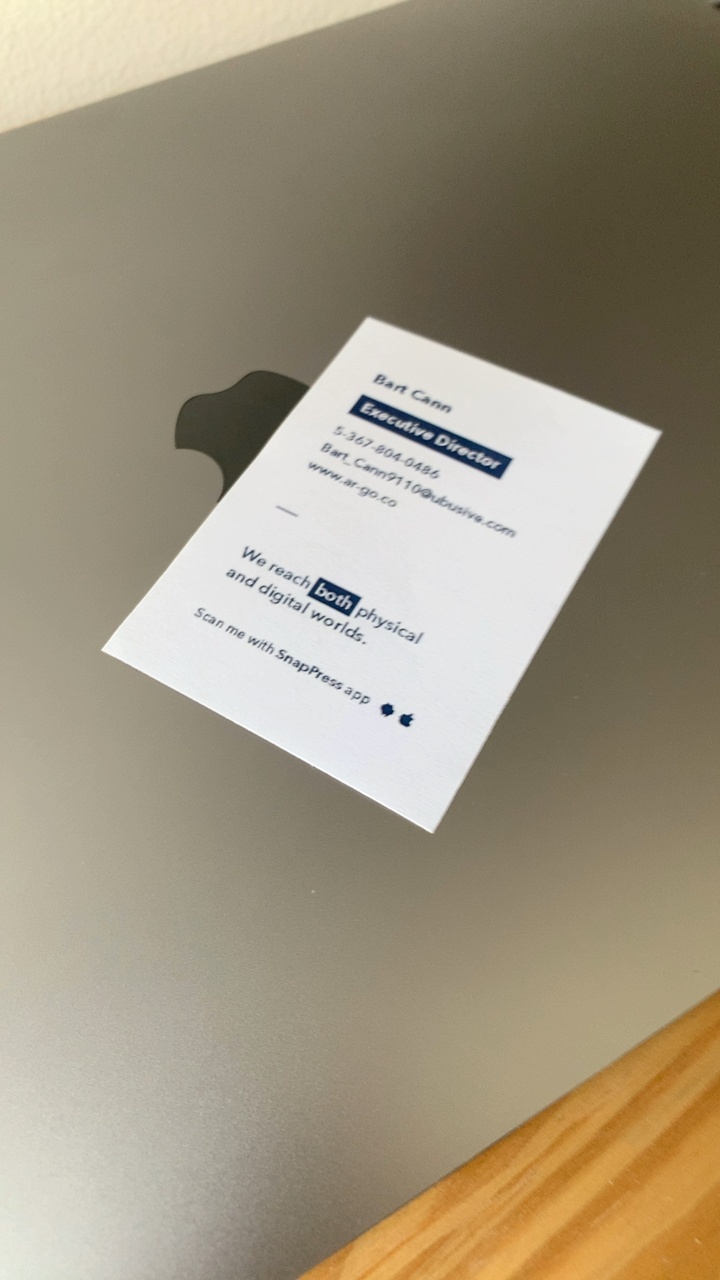 Bart Cann
Executive Director
5-367-804-0486
Bart_Cann9110@ubusive.com
www.ar-go.co
We reach both physical
and digital worlds.
Scan me with SnapPress app